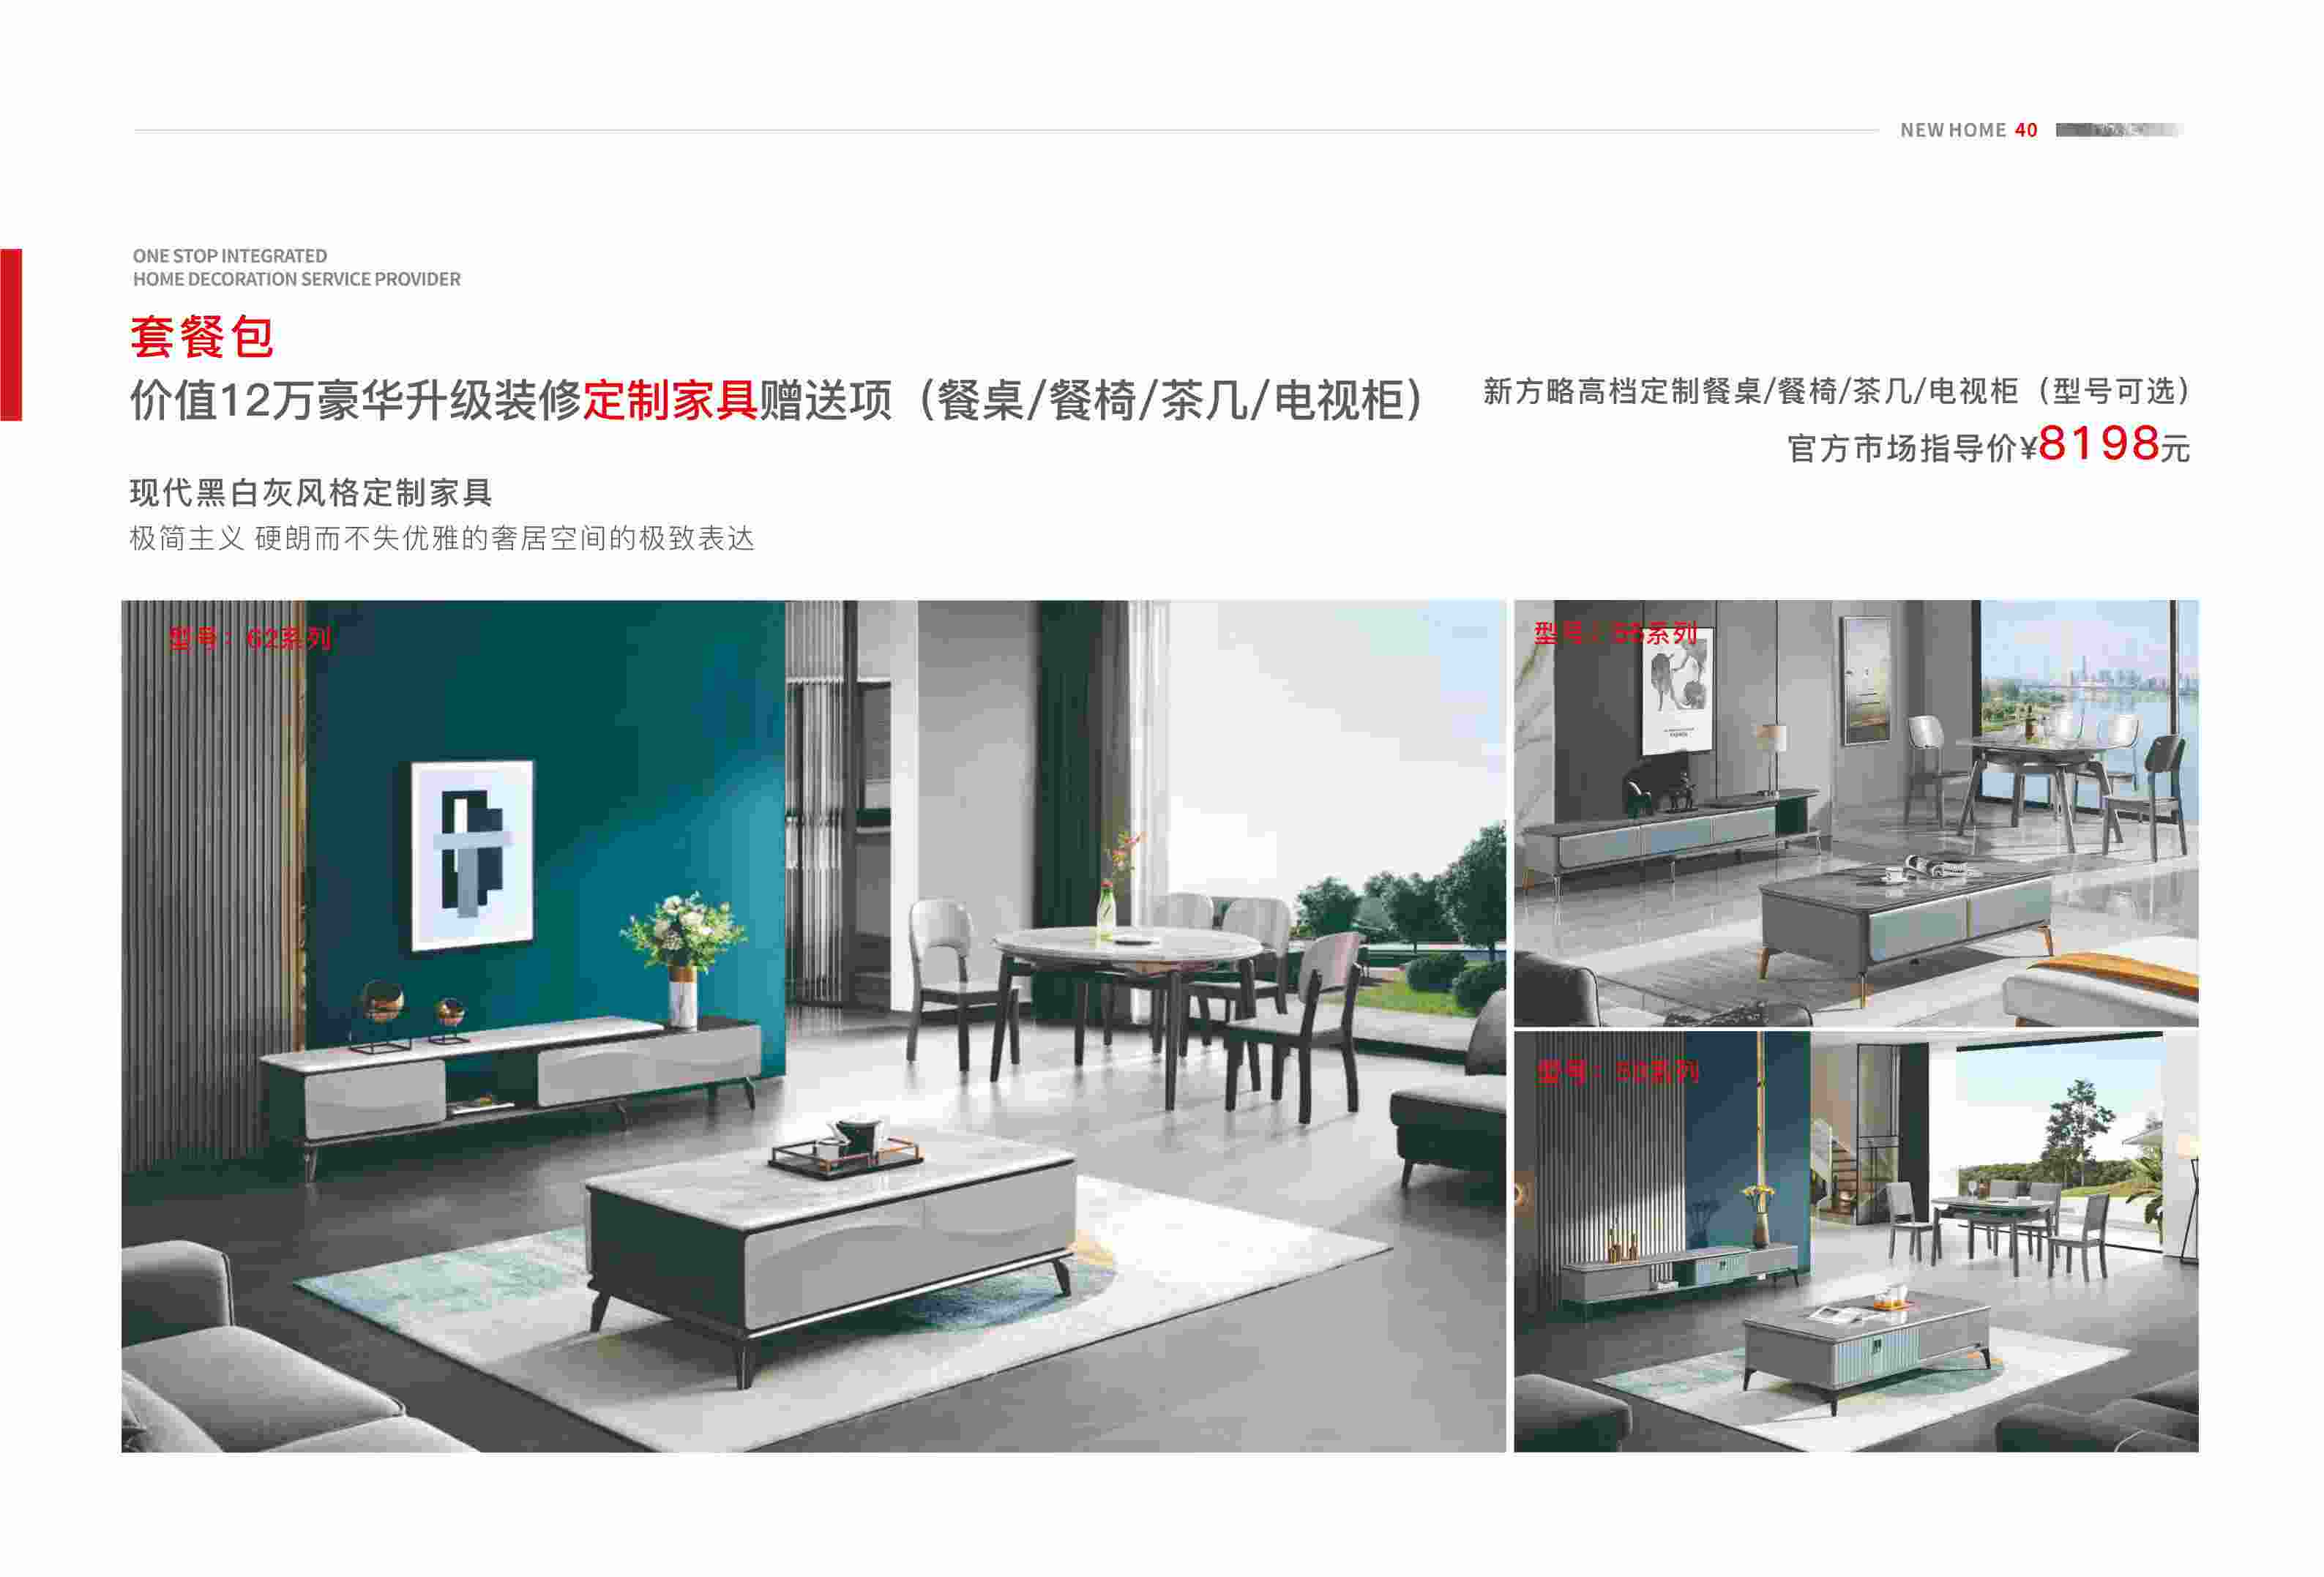 NEW HOME 40
ONE STOP INTEGRATED
HOME DECORATION SERVICE PROVIDER
套餐包
价值12万豪华升级装修定制家具赠送项（餐桌/餐椅/茶几/电视柜）
新方略高档定制餐桌/餐椅/茶几/电视柜（型号可选）
官方市场指导价¥8198元
现代黑白灰风格定制家具
极简主义 硬朗而不失优雅的奢居空间的极致表达
型号：62系列
型号： 系列
型号： 系列